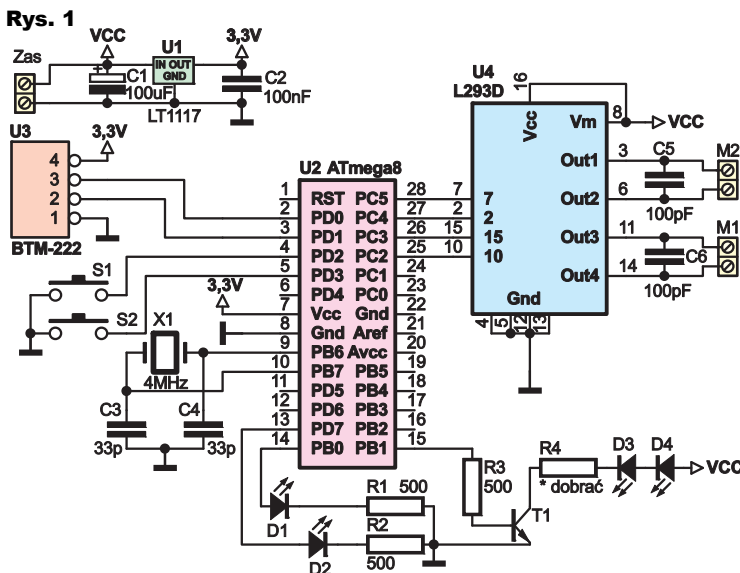 Rys. 1
Zas
VCC
U1
3,3V
IN OUT
GND
C1
100uF
LT1117
C2
100nF
U3
3,3V
4
3
2
1
BTM-222
S1
S2
3,3V
X1
4MHz
C3
33p
C4
33p
U2 ATmega8
1 RST PC5 28
2 PD0 PC4 27
3 PD1 PC3 26
4 PD2 PC2 25
5 PD3 PC1 24
6 PD4 PC0 23
7 Vcc Gnd 22
8 Gnd Aref 21
9 PB6 Avcc 20
10 PB7 PB5 19
11 PD5 PB4 18
12 PD6 PB3 17
13 PD7 PB2 16
14 PB0 PB1 15
U4
L293D
16
Vcc
Vm
8
VCC
7 7
2 2
15 15
10 10
Out1 3
Out2 6
Out3 11
Out4 14
Gnd
4 5 12 13
C5
100pF
M2
C6
100pF
M1
D1
D2
R1 500
R2
500
R3
500
T1
R4
* dobrać
D3
D4
VCC